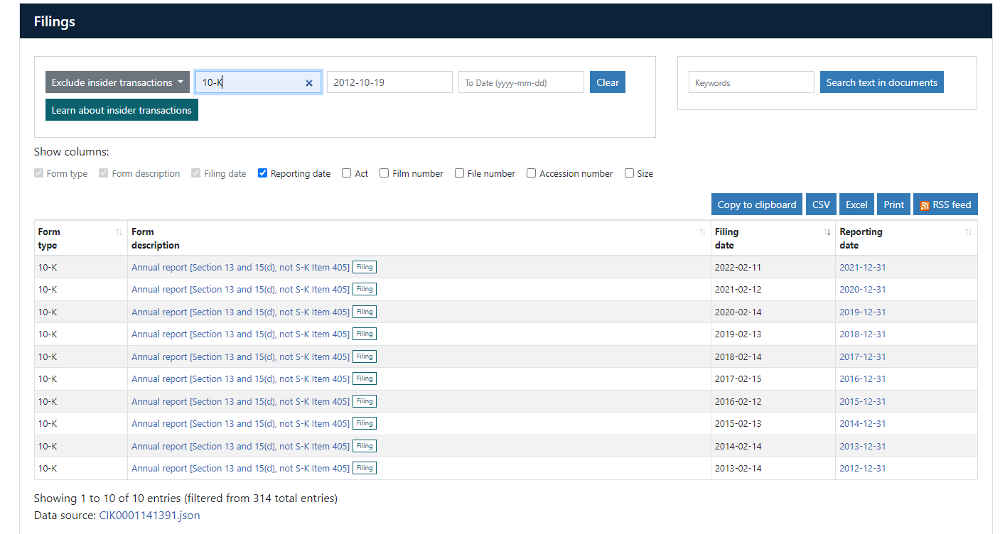 Filings
Exclude insider transactions 10-K 2012-10-19 To Date (yyyy-mm-dd) Clear Keywords Search text in documents
Learn about insider transactions
Show columns:
Form type Form description Filing date Reporting date Act Film number File number Accession number Size
Copy to clipboard CSV Excel Print RSS feed
Form Form Filing Reporting
type description date date
10-K Annual report [Section 13 and 15(d), not S-K Item 405] Filing 2022-02-11 2021-12-31
10-K Annual report [Section 13 and 15(d), not S-K Item 405] Filing 2021-02-12 2020-12-31
10-K Annual report [Section 13 and 15(d), not S-K Item 405] Filing 2020-02-14 2019-12-31
10-K Annual report [Section 13 and 15(d), not S-K Item 405] Filing 2019-02-13 2018-12-31
10-K Annual report [Section 13 and 15(d), not S-K Item 405] Filing 2018-02-14 2017-12-31
10-K Annual report [Section 13 and 15(d), not S-K Item 405] Filing 2017-02-15 2016-12-31
10-K Annual report [Section 13 and 15(d), not S-K Item 405] Filing 2016-02-12 2015-12-31
10-K Annual report [Section 13 and 15(d), not S-K Item 405] Filing 2015-02-13 2014-12-31
10-K Annual report [Section 13 and 15(d), not S-K Item 405] Filing 2014-02-14 2013-12-31
10-K Annual report [Section 13 and 15(d), not S-K Item 405] Filing 2013-02-14 2012-12-31
Showing 1 to 10 of 10 entries (filtered from 314 total entries)
Data source: CIK0001141391.json